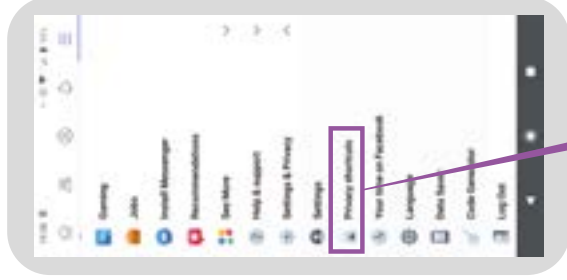 Gaming
Jobs
Install Messenger
Recommendations
See More
Help & support
Settings & Privacy
Settings
Privacy shortcuts
Your time on Facebook
Language
Data Saver
Code Generator
Log Out